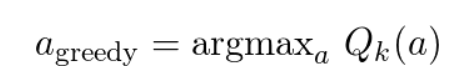 a_greedy = argmax_a Q_k(a)